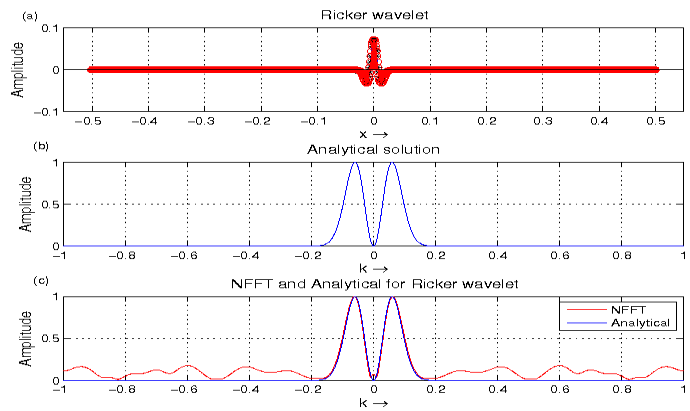 (a)
Ricker wavelet
Amplitude
0.1
0
−0.1
−0.5 −0.4 −0.3 −0.2 −0.1 0 0.1 0.2 0.3 0.4 0.5
x →
(b)
Analytical solution
Amplitude
1
0.5
0
−1 −0.8 −0.6 −0.4 −0.2 0 0.2 0.4 0.6 0.8 1
k →
(c)
NFFT and Analytical for Ricker wavelet
Amplitude
1
0.5
0
NFFT
Analytical
−1 −0.8 −0.6 −0.4 −0.2 0 0.2 0.4 0.6 0.8 1
k →